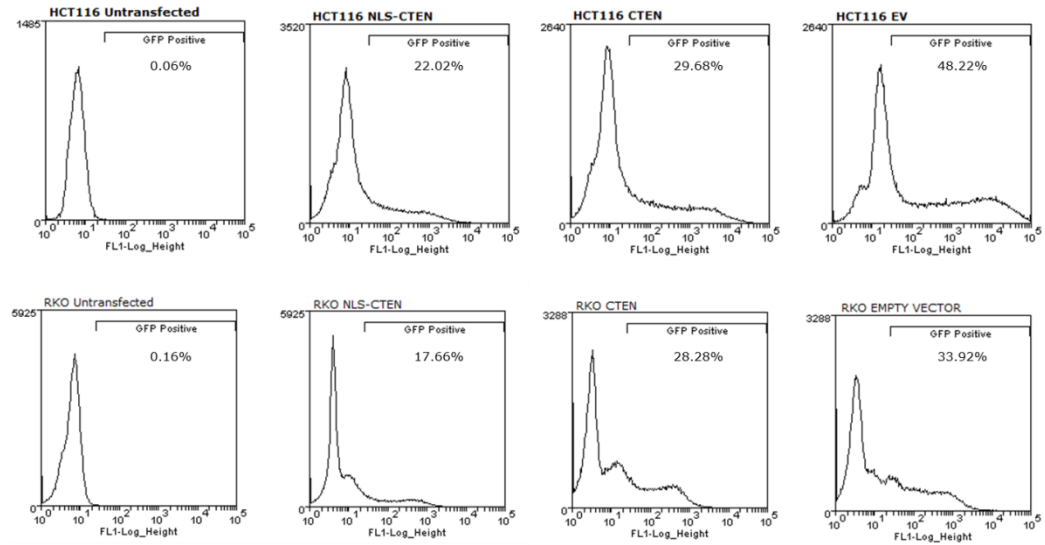 HCT116 Untransfected
1485
GFP Positive
0.06%
0
10^0 10^1 10^2 10^3 10^4 10^5
FL1-Log_Height
HCT116 NLS-CTEN
3520
GFP Positive
22.02%
0
10^0 10^1 10^2 10^3 10^4 10^5
FL1-Log_Height
HCT116 CTEN
2640
GFP Positive
29.68%
0
10^0 10^1 10^2 10^3 10^4 10^5
FL1-Log_Height
HCT116 EV
2640
GFP Positive
48.22%
0
10^0 10^1 10^2 10^3 10^4 10^5
FL1-Log_Height
RKO Untransfected
5925
GFP Positive
0.16%
0
10^0 10^1 10^2 10^3 10^4 10^5
FL1-Log_Height
RKO NLS-CTEN
5925
GFP Positive
17.66%
0
10^0 10^1 10^2 10^3 10^4 10^5
FL1-Log_Height
RKO CTEN
3288
GFP Positive
28.28%
0
10^0 10^1 10^2 10^3 10^4 10^5
FL1-Log_Height
RKO EMPTY VECTOR
3288
GFP Positive
33.92%
0
10^0 10^1 10^2 10^3 10^4 10^5
FL1-Log_Height